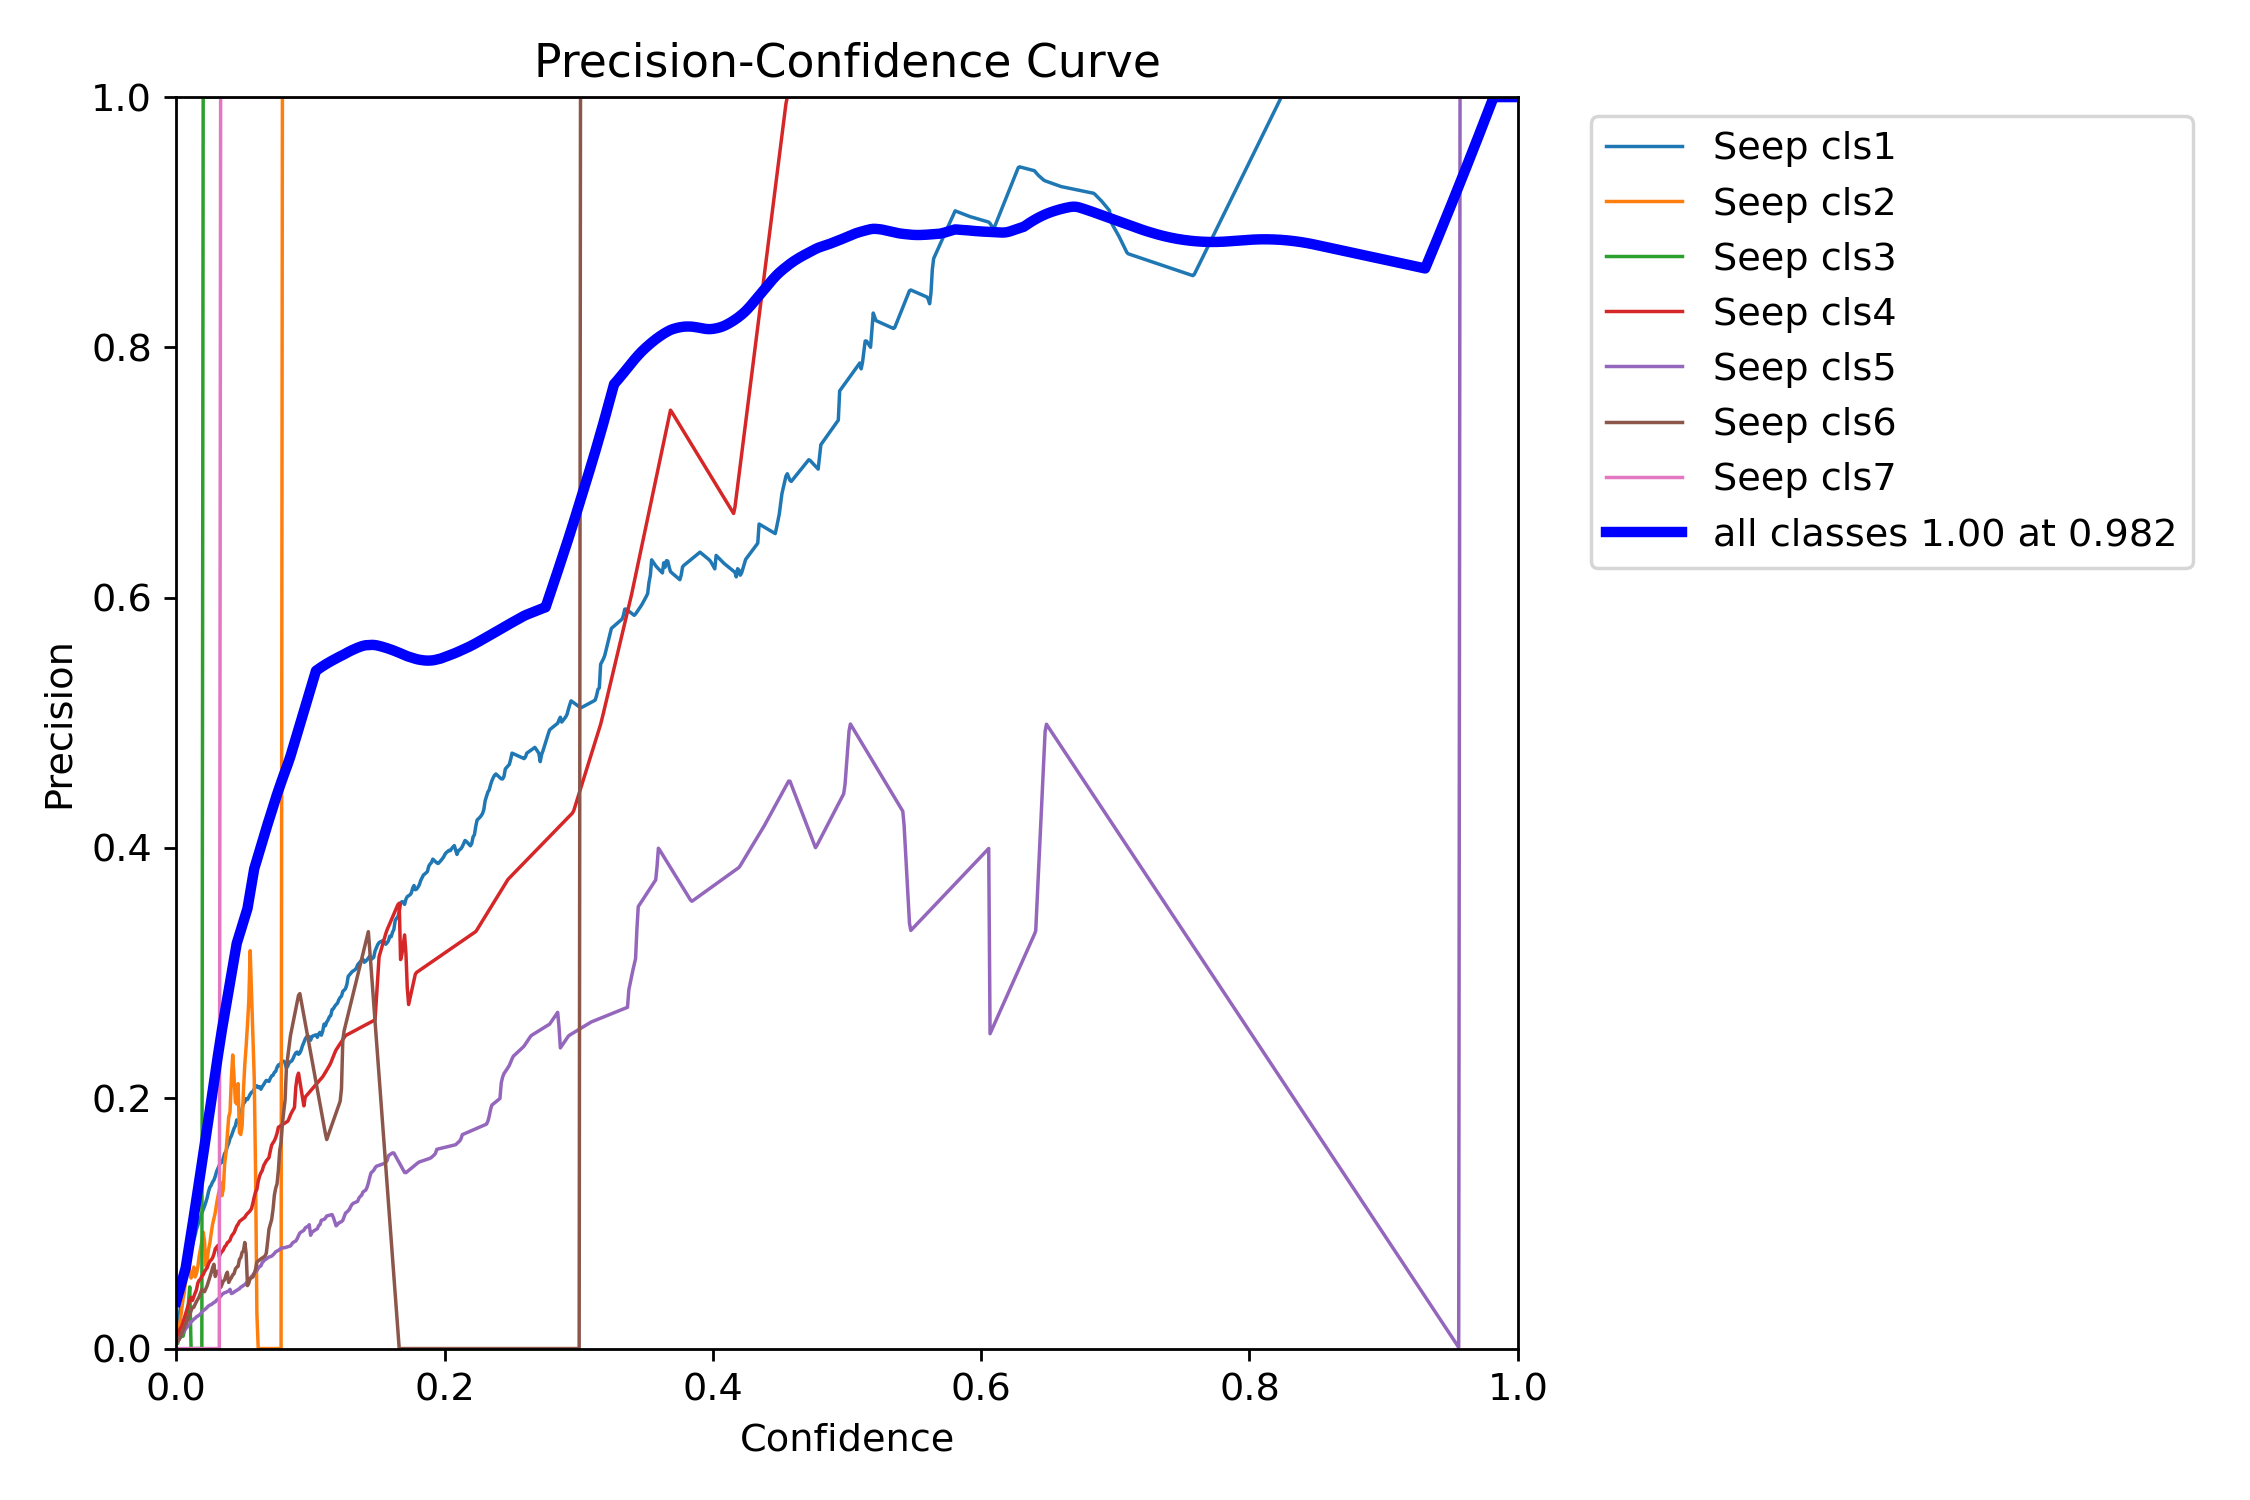 Precision-Confidence Curve
1.0
0.8
0.6
0.4
0.2
0.0
Precision
0.0 0.2 0.4 0.6 0.8 1.0
Confidence
Seep cls1
Seep cls2
Seep cls3
Seep cls4
Seep cls5
Seep cls6
Seep cls7
all classes 1.00 at 0.982